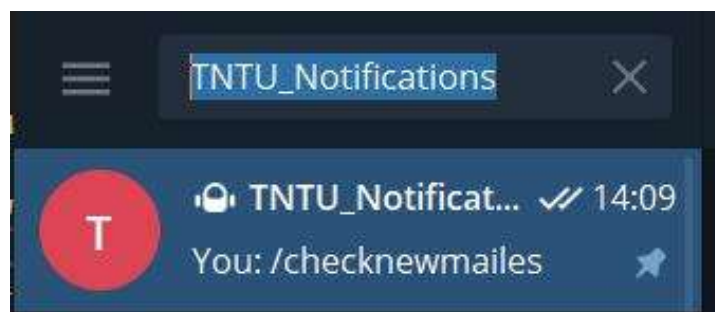 TNTU_Notifications
T
TNTU_Notificat... 14:09
You: /checknewmailes